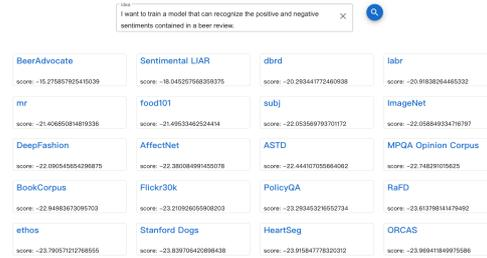 Idea
I want to train a model that can recognize the positive and negative
sentiments contained in a beer review.
BeerAdvocate
score: -15.275857925415039
Sentimental LIAR
score: -18.045257568359375
dbrd
score: -20.293441772460938
labr
score: -20.91838264465332
mr
score: -21.406850814819336
food101
score: -21.49533462524414
subj
score: -22.053569793701172
ImageNet
score: -22.058849334716797
DeepFashion
score: -22.090545654296875
AffectNet
score: -22.380084991455078
ASTD
score: -22.444107055664062
MPQA Opinion Corpus
score: -22.748291015625
BookCorpus
score: -22.94983673095703
Flickr30k
score: -23.210926055908203
PolicyQA
score: -23.293453216552734
RaFD
score: -23.613798141479492
ethos
score: -23.790571212768555
Stanford Dogs
score: -23.839706420898438
HeartSeg
score: -23.915847778320312
ORCAS
score: -23.969411849975586